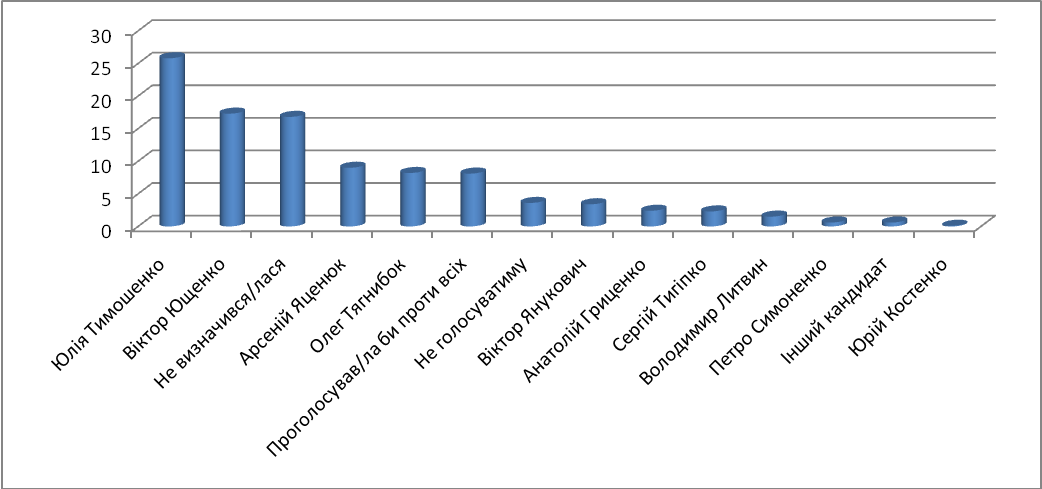 30
25
20
15
10
5
0
Юлія Тимошенко
Віктор Ющенко
Не визначився/лася
Арсеній Яценюк
Олег Тягнибок
Проголосував/ла би проти всіх
Не голосуватиму
Віктор Янукович
Анатолій Гриценко
Сергій Тигіпко
Володимир Литвин
Петро Симоненко
Інший кандидат
Юрій Костенко